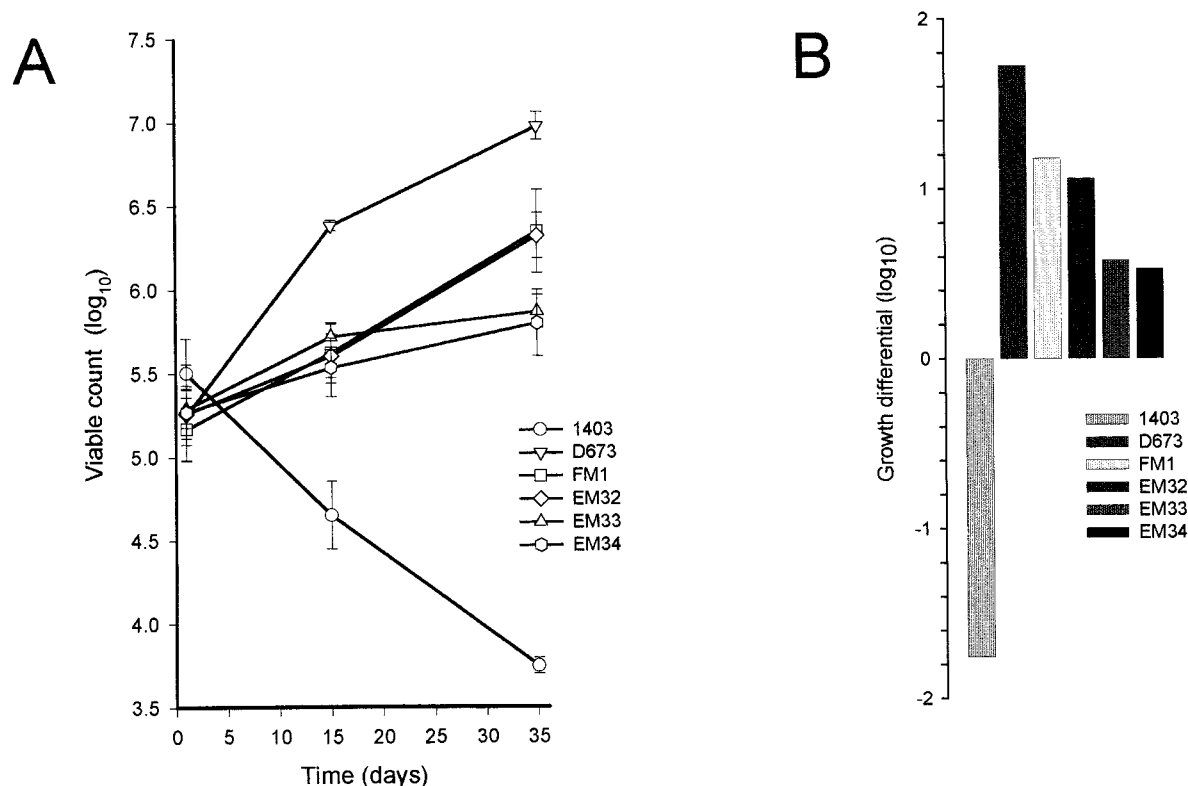 A
7.5
7.0
6.5
6.0
5.5
5.0
4.5
4.0
3.5
Viable count (log10)
0 5 10 15 20 25 30 35
Time (days)
1403
D673
FM1
EM32
EM33
EM34
B
2
1
0
-1
-2
Growth differential (log10)
1403
D673
FM1
EM32
EM33
EM34